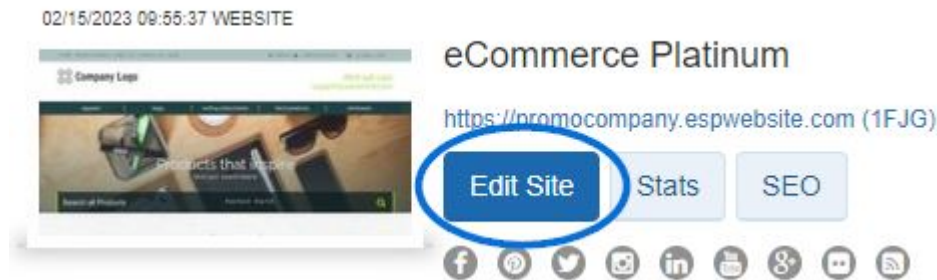 02/15/2023 09:55:37 WEBSITE
Company Logo
Products that inspire
Search all Products
eCommerce Platinum
https://promocompany.espwebsite.com (1FJG)
Edit Site
Stats
SEO